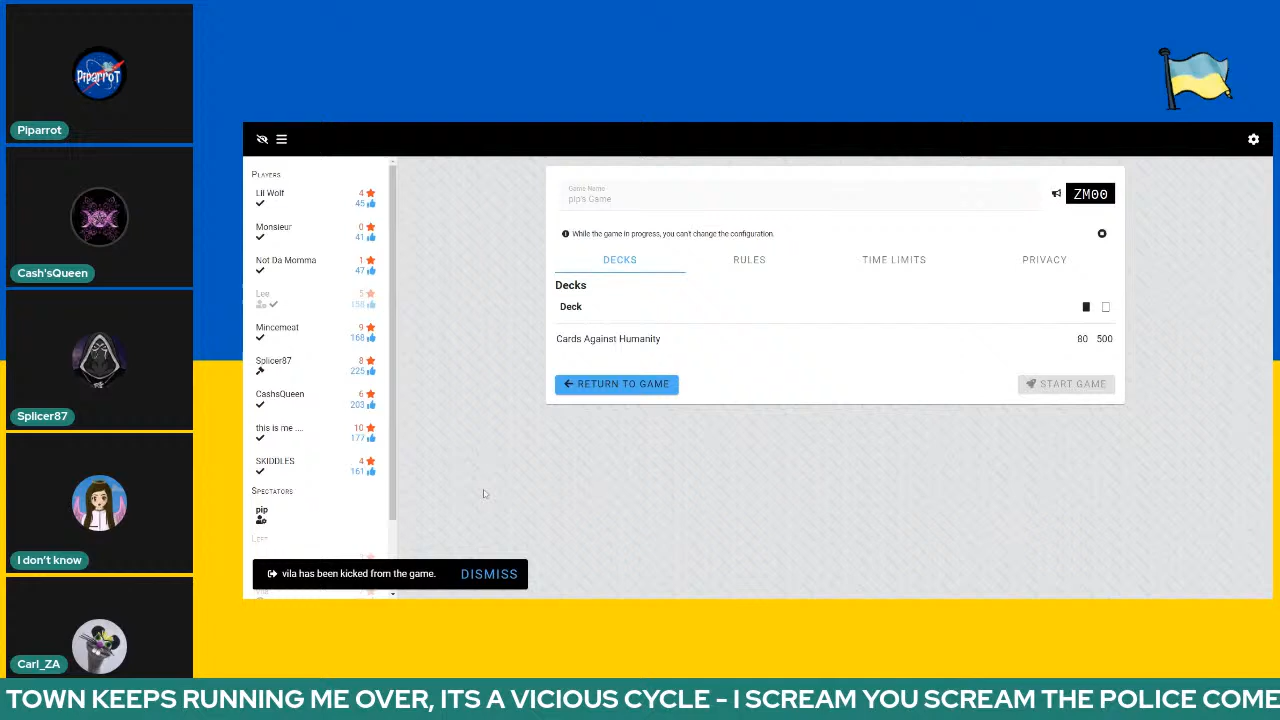 PiparroT
Piparrot
Cash'sQueen
Splicer87
I don't know
Carl_ZA
PLAYERS
Lil Wolf 4
45
Monsieur 0
41
Not Da Momma 1
47
Lee 5
158
Mincemeat 9
168
Splicer87 8
225
CashsQueen 6
203
this is me .... 10
177
SKIDDLES 4
161
SPECTATORS
pip
LEFT
Game Name
pip's Game
ZM00
While the game in progress, you can't change the configuration.
DECKS RULES TIME LIMITS PRIVACY
Decks
Deck
Cards Against Humanity 80 500
RETURN TO GAME START GAME
vila has been kicked from the game. DISMISS
TOWN KEEPS RUNNING ME OVER, ITS A VICIOUS CYCLE - I SCREAM YOU SCREAM THE POLICE COME